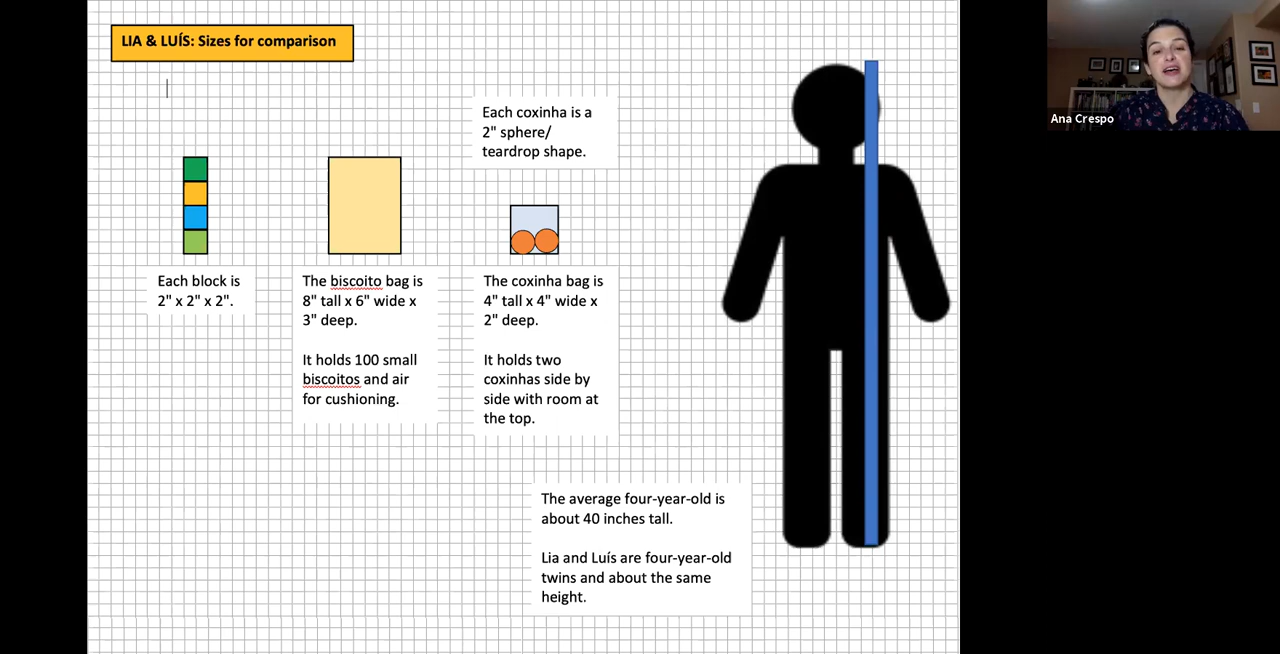 LIA & LUÍS: Sizes for comparison
Each coxinha is a
2" sphere/
teardrop shape.
Each block is
2" x 2" x 2".
The biscoito bag is
8" tall x 6" wide x
3" deep.
It holds 100 small
biscoitos and air
for cushioning.
The coxinha bag is
4" tall x 4" wide x
2" deep.
It holds two
coxinhas side by
side with room at
the top.
The average four-year-old is
about 40 inches tall.
Lia and Luís are four-year-old
twins and about the same
height.
Ana Crespo